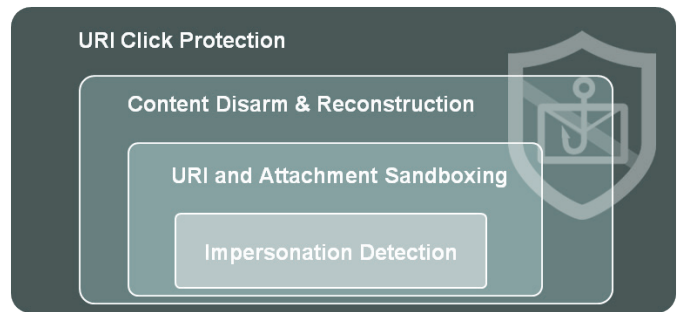 URI Click Protection
Content Disarm & Reconstruction
URI and Attachment Sandboxing
Impersonation Detection